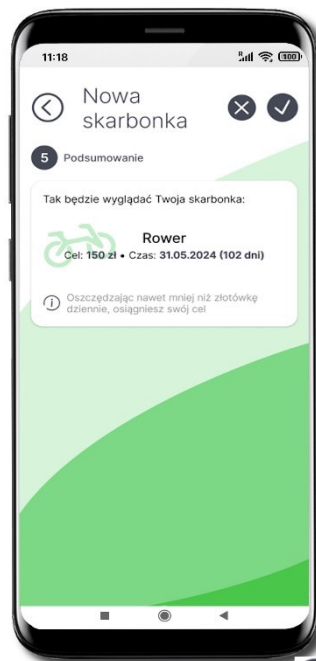 11:18
R
100
Nowa
skarbonka
5 Podsumowanie
Tak będzie wyglądać Twoja skarbonka:
Rower
Cel: 150 zł • Czas: 31.05.2024 (102 dni)
Oszczędzając nawet mniej niż złotówkę
dziennie, osiągniesz swój cel